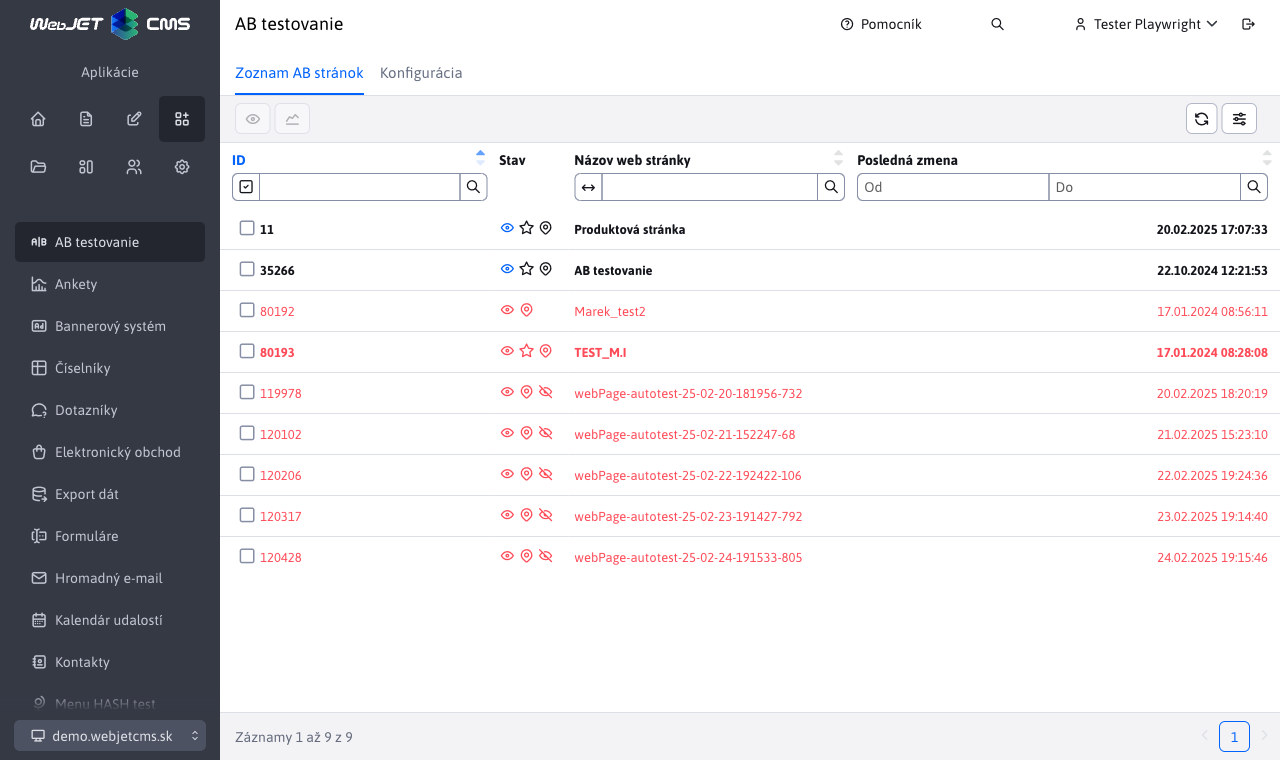 WebJET CMS
Aplikácie
AB testovanie
Ankety
Bannerový systém
Číselníky
Dotazníky
Elektronický obchod
Export dát
Formuláre
Hromadný e-mail
Kalendár udalostí
Kontakty
Menu HASH test
demo.webjetcms.sk
AB testovanie
Pomocník
Tester Playwright
Zoznam AB stránok
Konfigurácia
ID
Stav
Názov web stránky
Posledná zmena
Od
Do
11 Produktová stránka 20.02.2025 17:07:33
35266 AB testovanie 22.10.2024 12:21:53
80192 Marek_test2 17.01.2024 08:56:11
80193 TEST_M.I 17.01.2024 08:28:08
119978 webPage-autotest-25-02-20-181956-732 20.02.2025 18:20:19
120102 webPage-autotest-25-02-21-152247-68 21.02.2025 15:23:10
120206 webPage-autotest-25-02-22-192422-106 22.02.2025 19:24:36
120317 webPage-autotest-25-02-23-191427-792 23.02.2025 19:14:40
120428 webPage-autotest-25-02-24-191533-805 24.02.2025 19:15:46
Záznamy 1 až 9 z 9
1